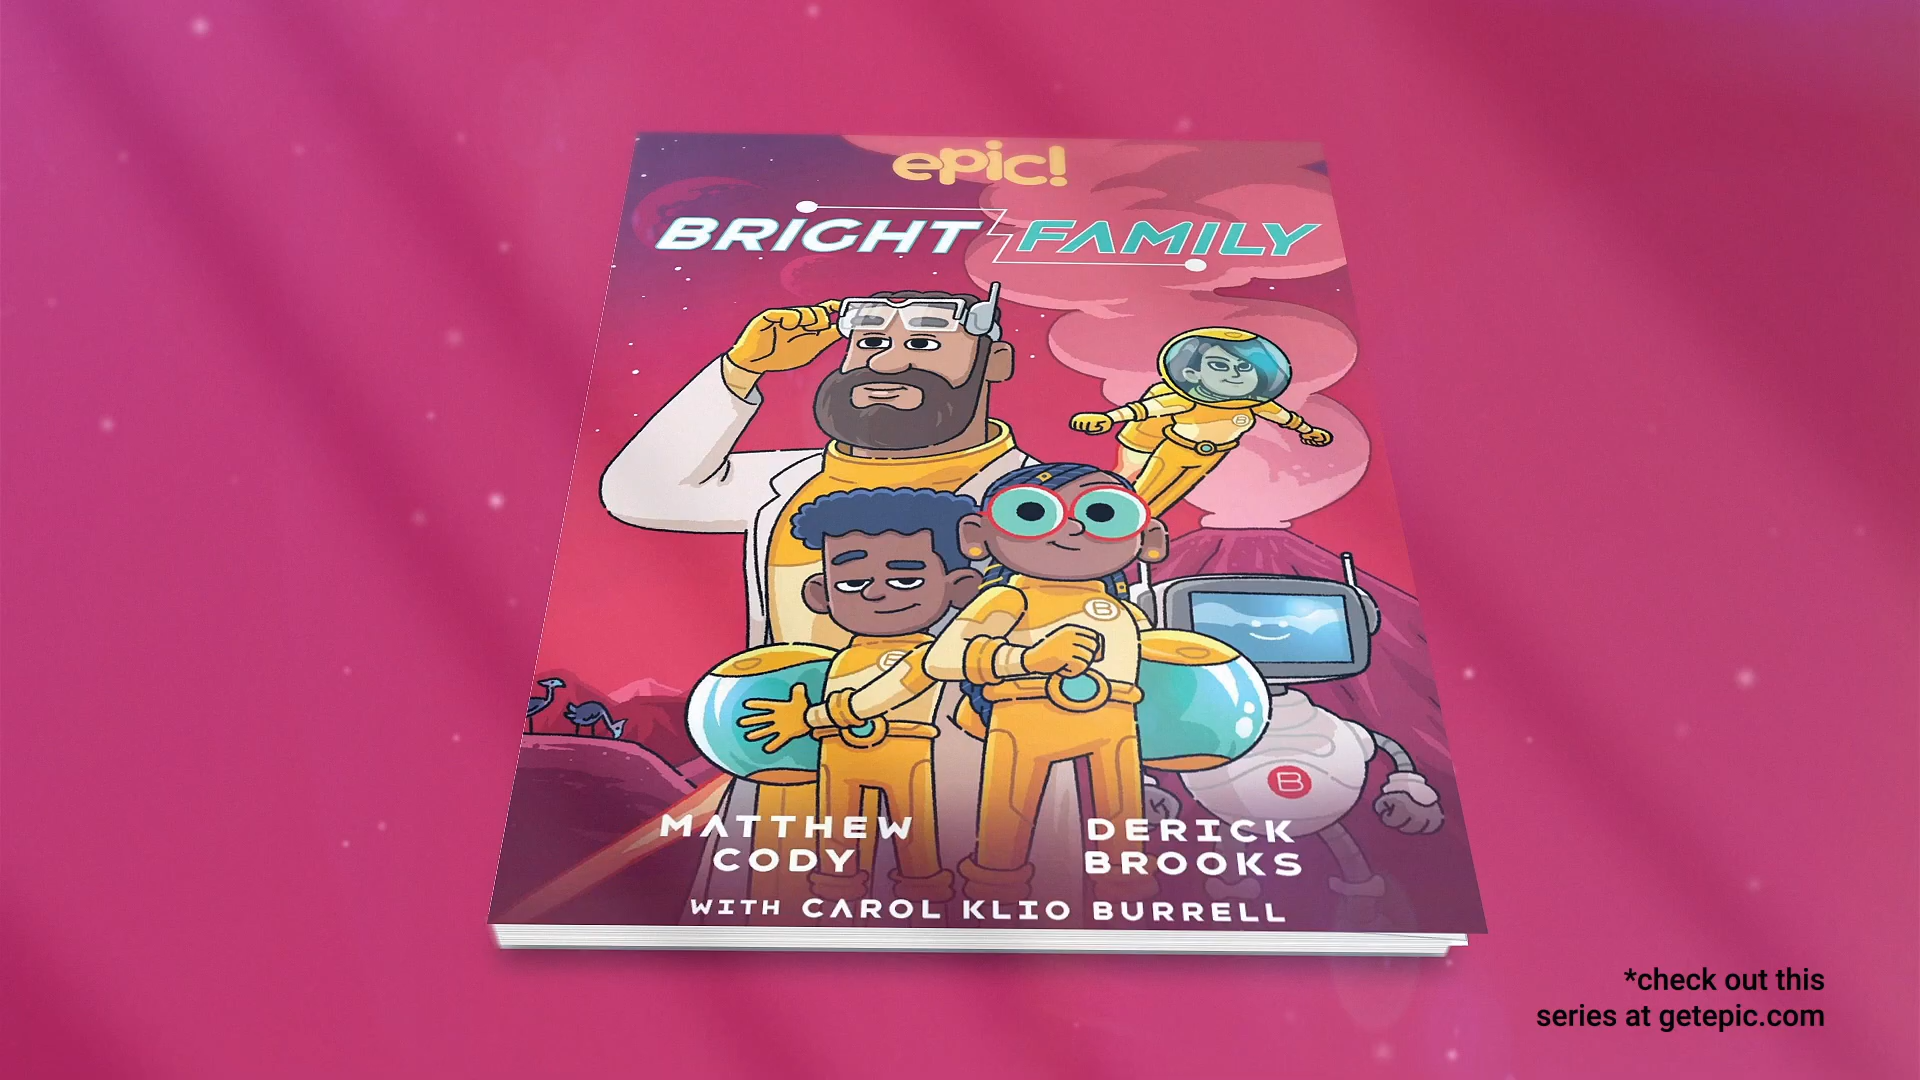 epic!
BRIGHT FAMILY
B
B
B
MATTHEW
CODY
DERICK
BROOKS
WITH CAROL KLIO BURRELL
*check out this
series at getepic.com